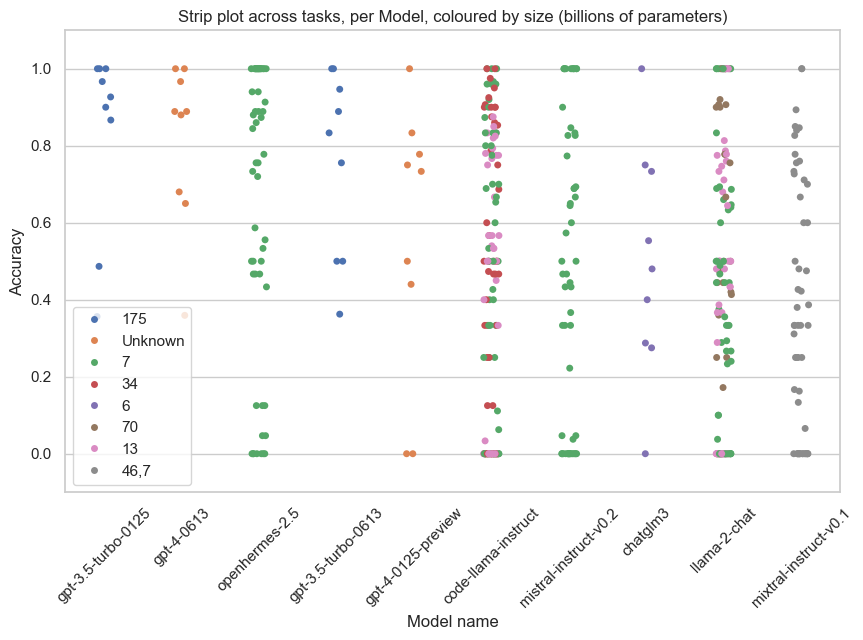 Strip plot across tasks, per Model, coloured by size (billions of parameters)
Accuracy
1.0
0.8
0.6
0.4
0.2
0.0
175
Unknown
7
34
6
70
13
46,7
gpt-3.5-turbo-0125
gpt-4-0613
openhermes-2.5
gpt-3.5-turbo-0613
gpt-4-0125-preview
code-llama-instruct
mistral-instruct-v0.2
chatglm3
llama-2-chat
mixtral-instruct-v0.1
Model name